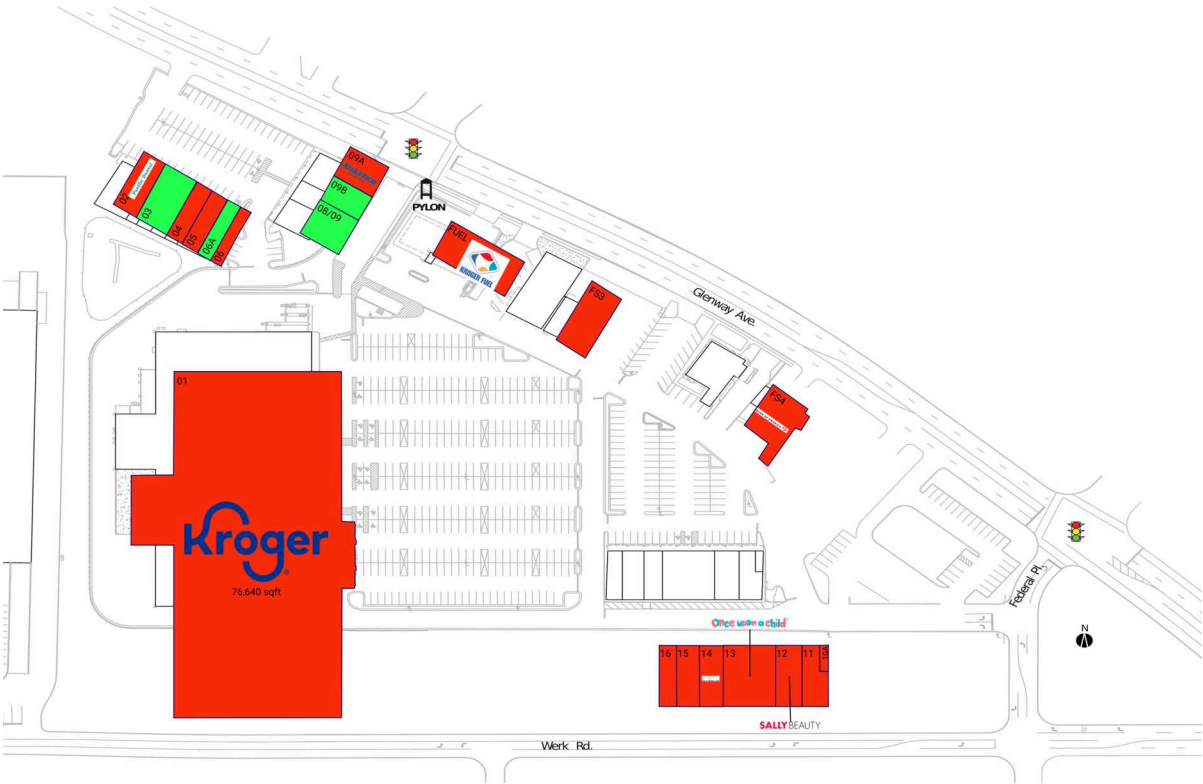 09A
ATHLETICO
PYLON
02
03
04
05
06A
06
09B
08/09
FUEL
KROGER FUEL
FS3
Glenway Ave.
FS4
01
Kroger
76,640 sqft
Federal Pl.
N
Once upon a child
16
15
14
13
12
11
10A
SALLY BEAUTY
Werk Rd.